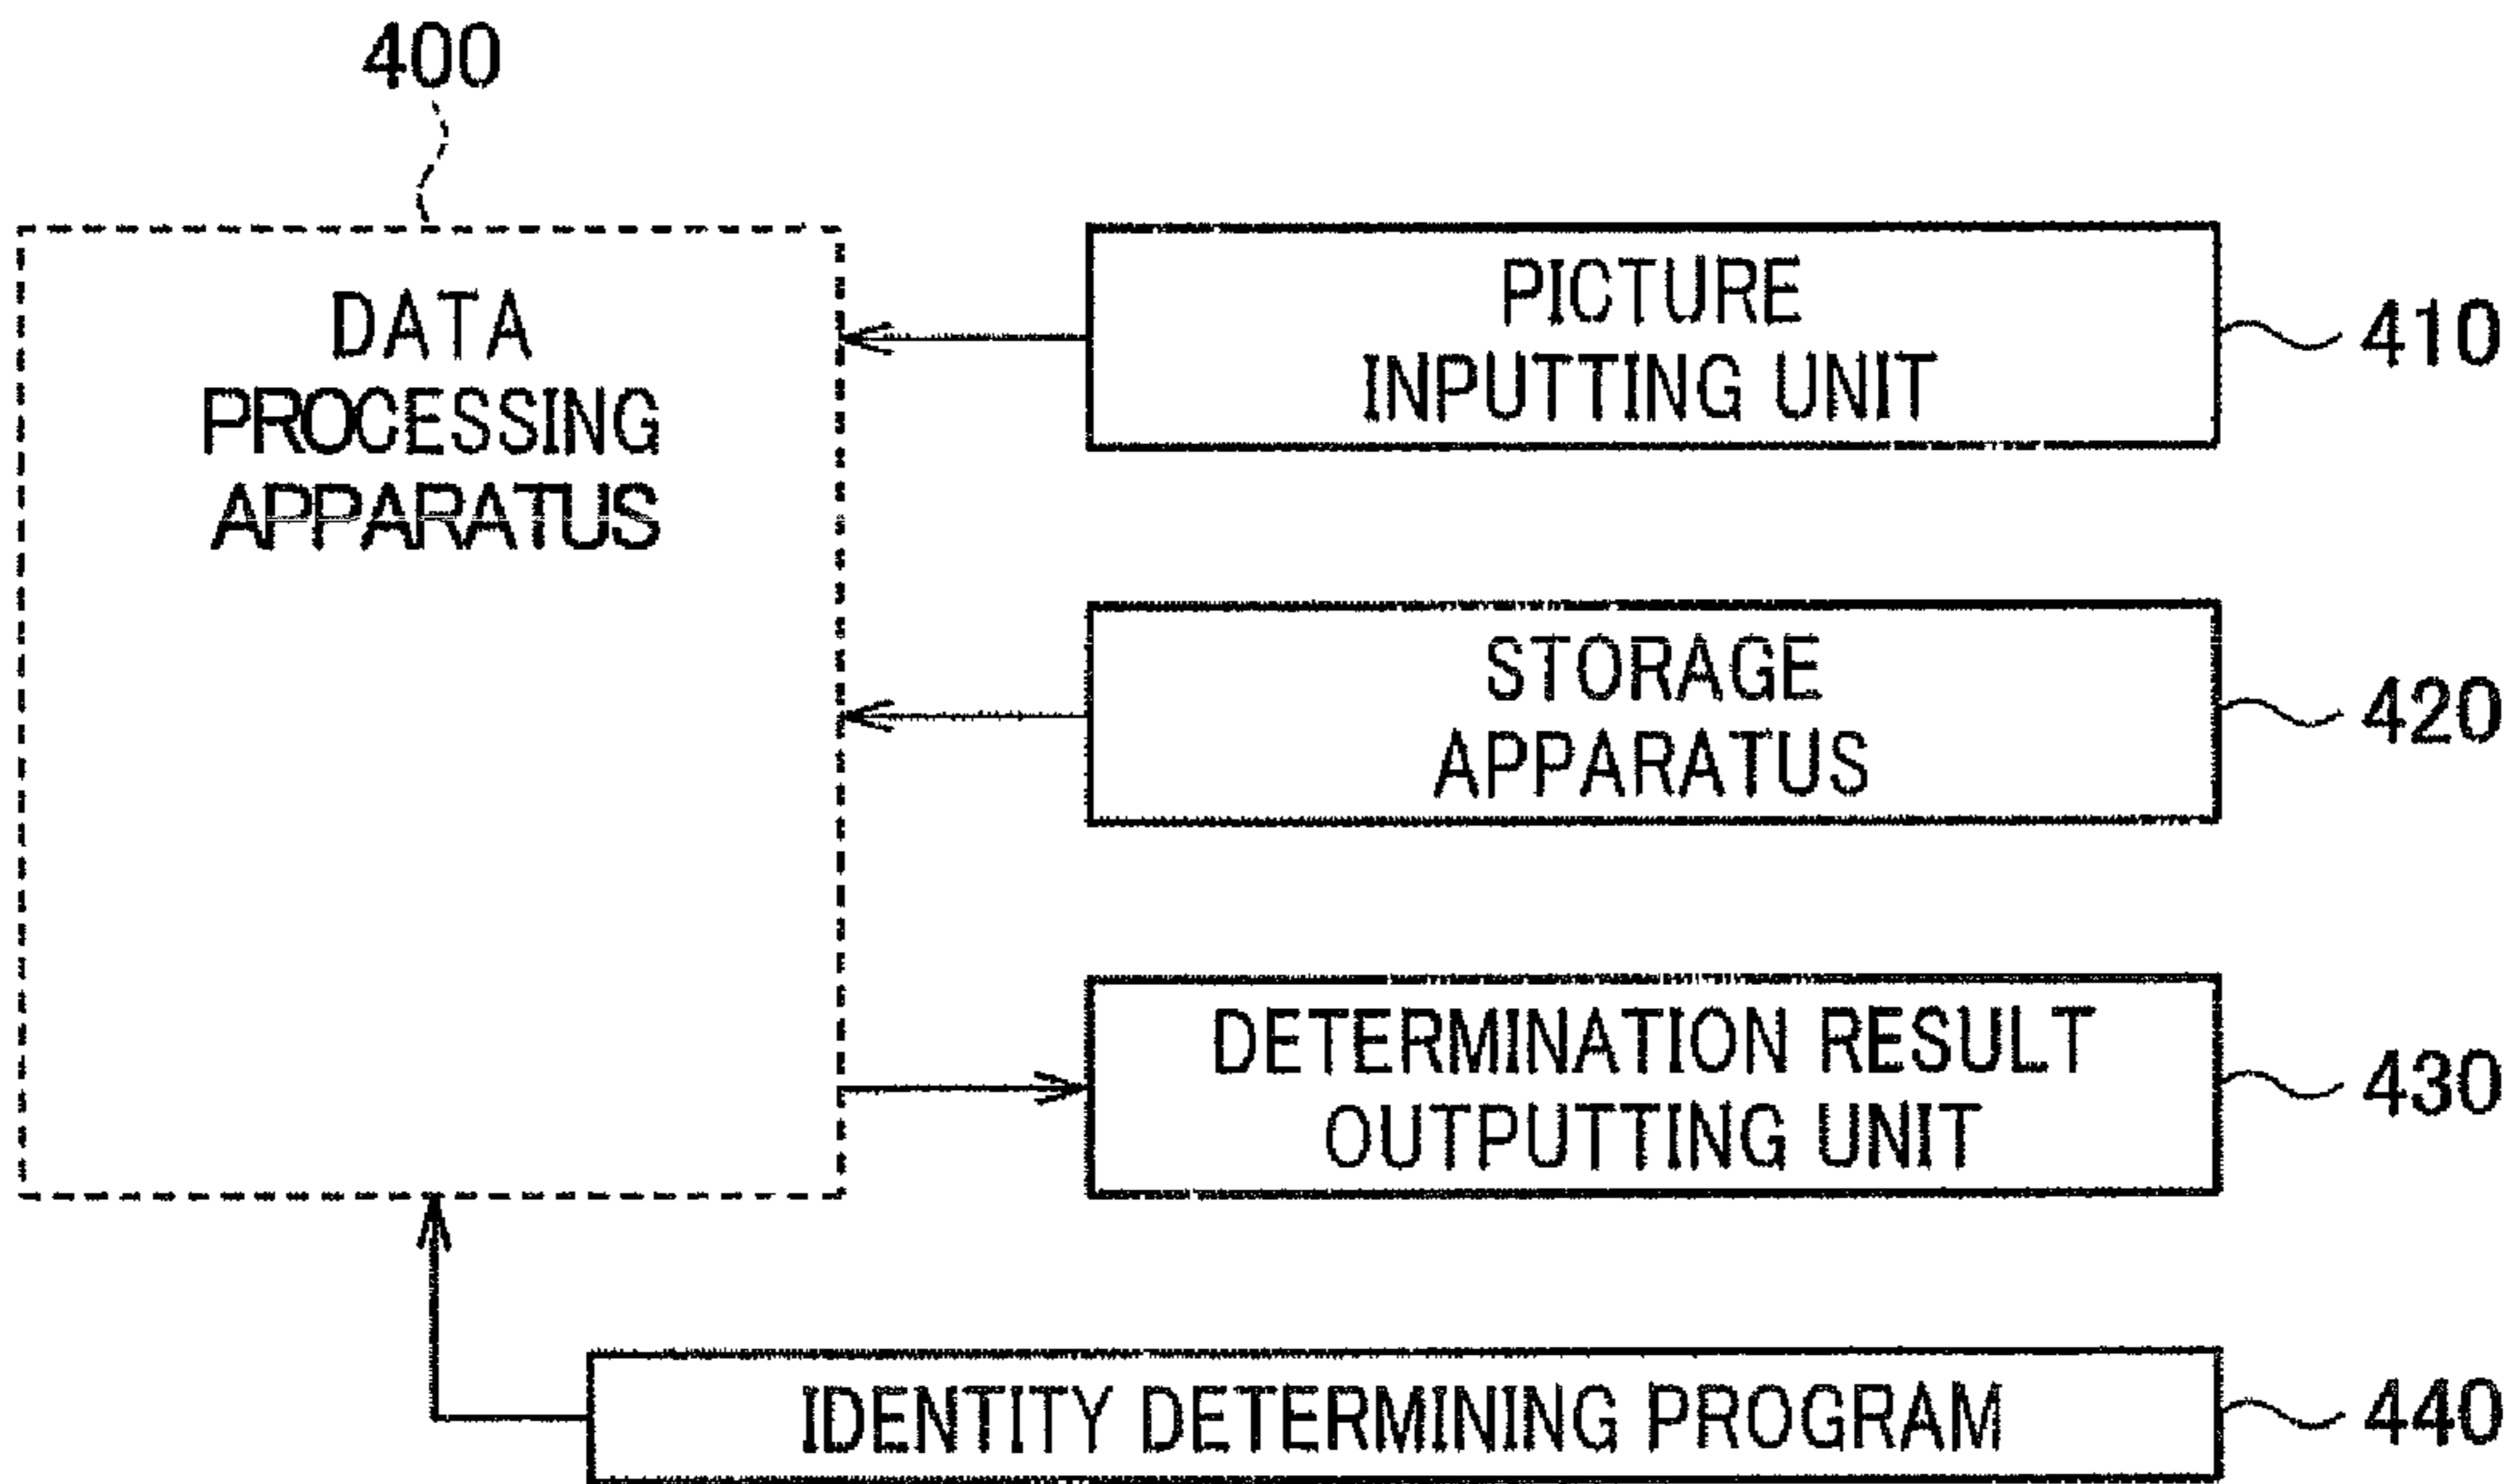 400
DATA
PROCESSING
APPARATUS
PICTURE
INPUTTING UNIT
410
STORAGE
APPARATUS
420
DETERMINATION RESULT
OUTPUTTING UNIT
430
IDENTITY DETERMINING PROGRAM
440